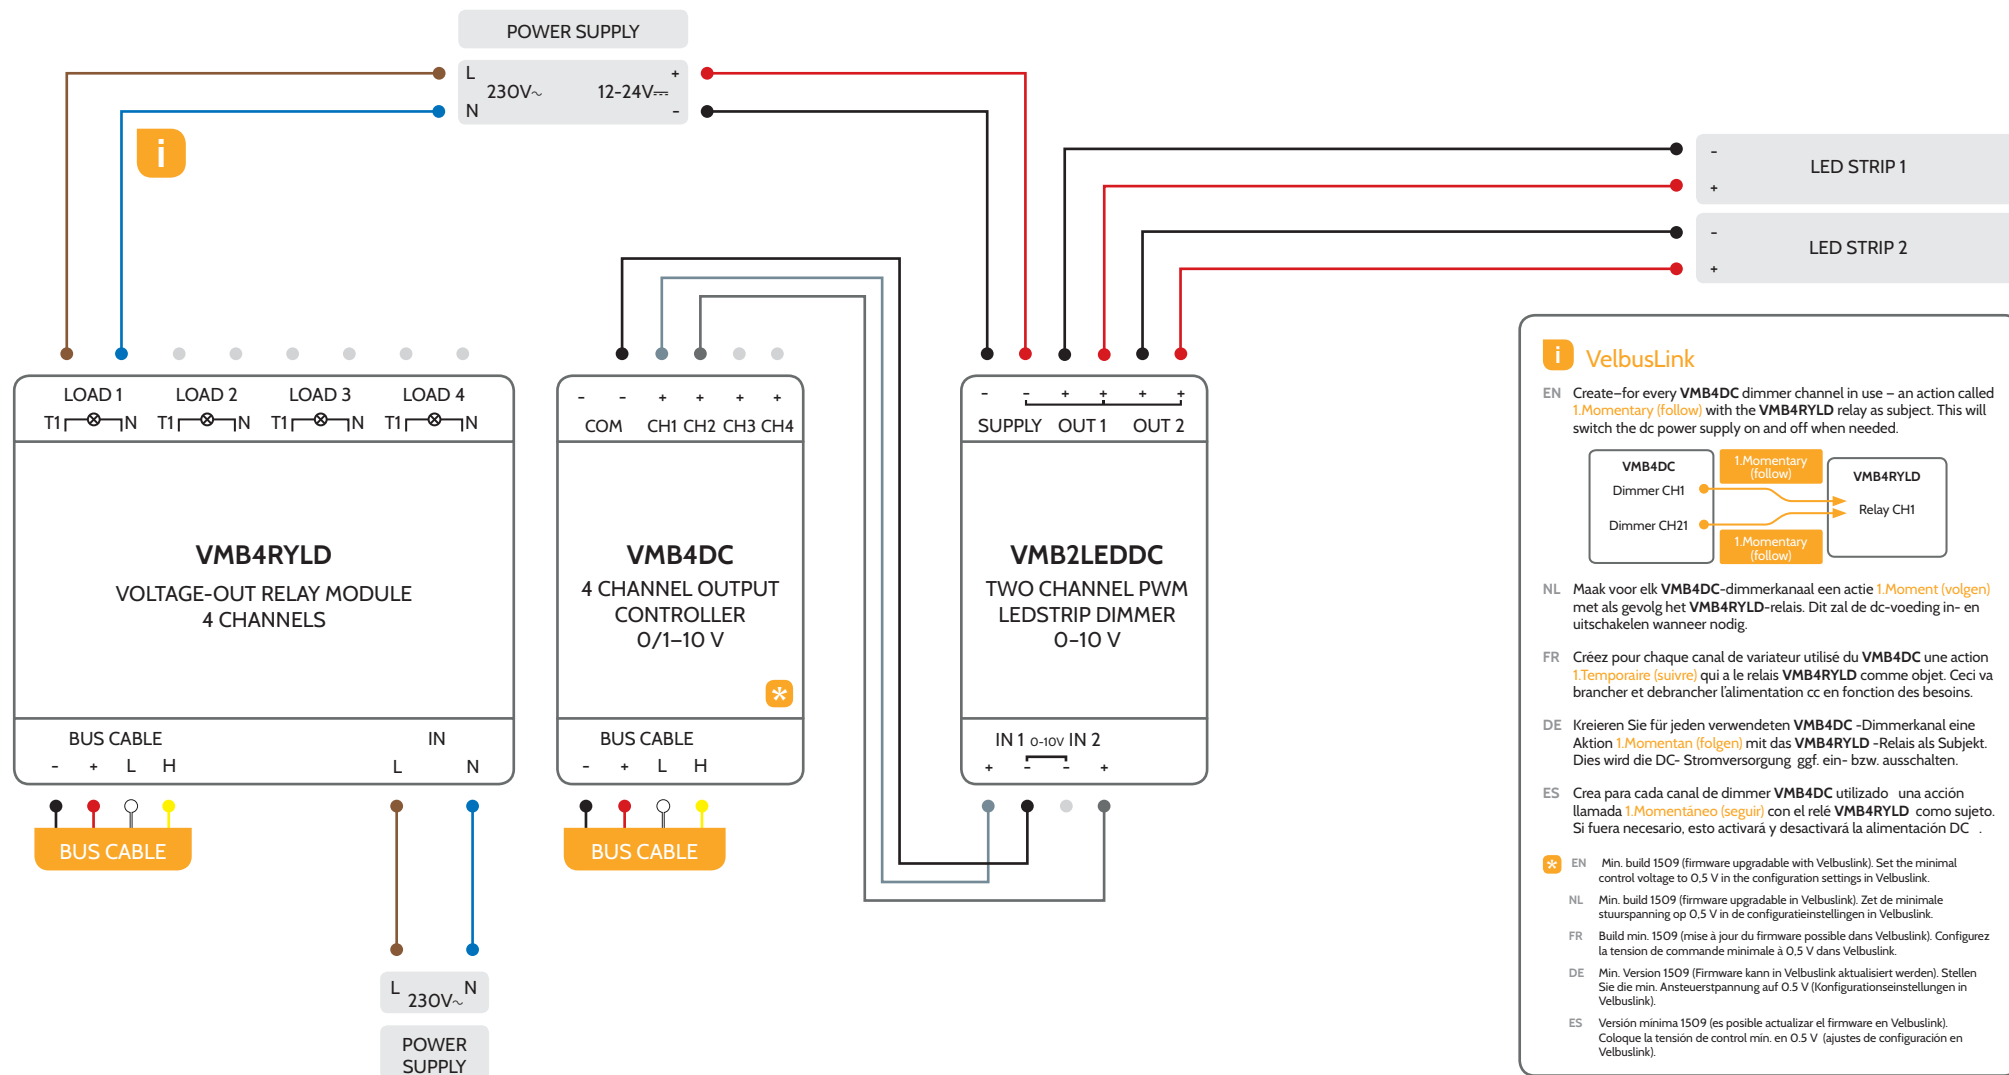 POWER SUPPLY
L +
230V~ 12-24V⎓
N -
i
-
LED STRIP 1
+
-
LED STRIP 2
+
LOAD 1 LOAD 2 LOAD 3 LOAD 4
T1 N T1 N T1 N T1 N
VMB4RYLD
VOLTAGE-OUT RELAY MODULE
4 CHANNELS
BUS CABLE IN
- + L H L N
BUS CABLE
L N
230V~
POWER
SUPPLY
- - + + + +
COM CH1 CH2 CH3 CH4
VMB4DC
4 CHANNEL OUTPUT
CONTROLLER
0/1–10 V
*
BUS CABLE
- + L H
BUS CABLE
- - + + + +
SUPPLY OUT 1 OUT 2
VMB2LEDDC
TWO CHANNEL PWM
LEDSTRIP DIMMER
0-10 V
IN 1 0-10V IN 2
+ - - +
i VelbusLink
EN Create–for every VMB4DC dimmer channel in use – an action called
1.Momentary (follow) with the VMB4RYLD relay as subject. This will
switch the dc power supply on and off when needed.
VMB4DC
Dimmer CH1
Dimmer CH21
1.Momentary
(follow)
1.Momentary
(follow)
VMB4RYLD
Relay CH1
NL Maak voor elk VMB4DC-dimmerkanaal een actie 1.Moment (volgen)
met als gevolg het VMB4RYLD-relais. Dit zal de dc-voeding in- en
uitschakelen wanneer nodig.
FR Créez pour chaque canal de variateur utilisé du VMB4DC une action
1.Temporaire (suivre) qui a le relais VMB4RYLD comme objet. Ceci va
brancher et debrancher l'alimentation cc en fonction des besoins.
DE Kreieren Sie für jeden verwendeten VMB4DC -Dimmerkanal eine
Aktion 1.Momentan (folgen) mit das VMB4RYLD -Relais als Subjekt.
Dies wird die DC- Stromversorgung ggf. ein- bzw. ausschalten.
ES Crea para cada canal de dimmer VMB4DC utilizado una acción
llamada 1.Momentáneo (seguir) con el relé VMB4RYLD como sujeto.
Si fuera necesario, esto activará y desactivará la alimentación DC .
* EN Min. build 1509 (firmware upgradable with Velbuslink). Set the minimal
control voltage to 0,5 V in the configuration settings in Velbuslink.
NL Min. build 1509 (firmware upgradable in Velbuslink). Zet de minimale
stuurspanning op 0,5 V in de configuratieinstellingen in Velbuslink.
FR Build min. 1509 (mise à jour du firmware possible dans Velbuslink). Configurez
la tension de commande minimale à 0,5 V dans Velbuslink.
DE Min. Version 1509 (Firmware kann in Velbuslink aktualisiert werden). Stellen
Sie die min. Ansteuerstpannung auf 0.5 V (Konfigurationseinstellungen in
Velbuslink).
ES Versión mínima 1509 (es posible actualizar el firmware en Velbuslink).
Coloque la tensión de control mín. en 0.5 V (ajustes de configuración en
Velbuslink).